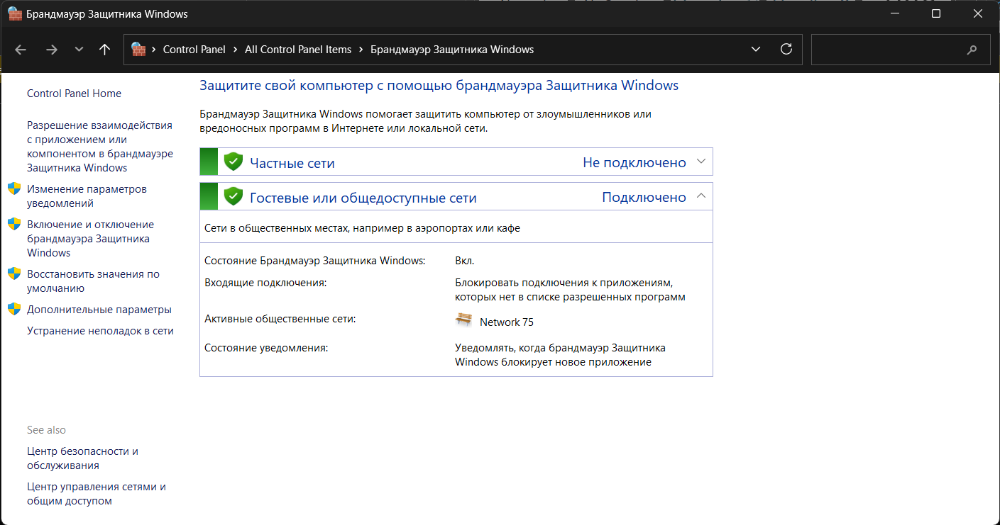 Брандмауэр Защитника Windows
Control Panel
All Control Panel Items
Брандмауэр Защитника Windows
Control Panel Home
Разрешение взаимодействия
с приложением или
компонентом в брандмауэре
Защитника Windows
Изменение параметров
уведомлений
Включение и отключение
брандмауэра Защитника
Windows
Восстановить значения по
умолчанию
Дополнительные параметры
Устранение неполадок в сети
See also
Центр безопасности и
обслуживания
Центр управления сетями и
общим доступом
Защитите свой компьютер с помощью брандмауэра Защитника Windows
Брандмауэр Защитника Windows помогает защитить компьютер от злоумышленников или
вредоносных программ в Интернете или локальной сети.
Частные сети
Не подключено
Гостевые или общедоступные сети
Подключено
Сети в общественных местах, например в аэропортах или кафе
Состояние Брандмауэр Защитника Windows:
Вкл.
Входящие подключения:
Блокировать подключения к приложениям,
которых нет в списке разрешенных программ
Активные общественные сети:
Network 75
Состояние уведомления:
Уведомлять, когда брандмауэр Защитника
Windows блокирует новое приложение